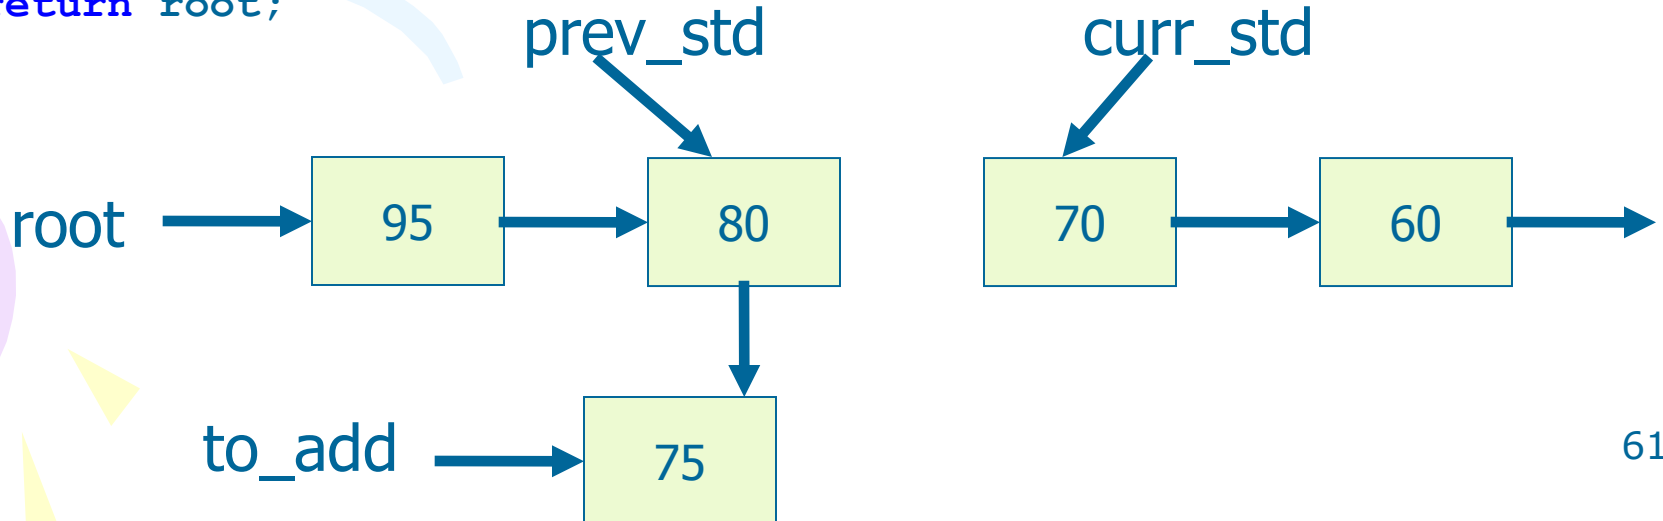 return root;
prev_std
curr_std
root
95
80
70
60
to_add
75
61